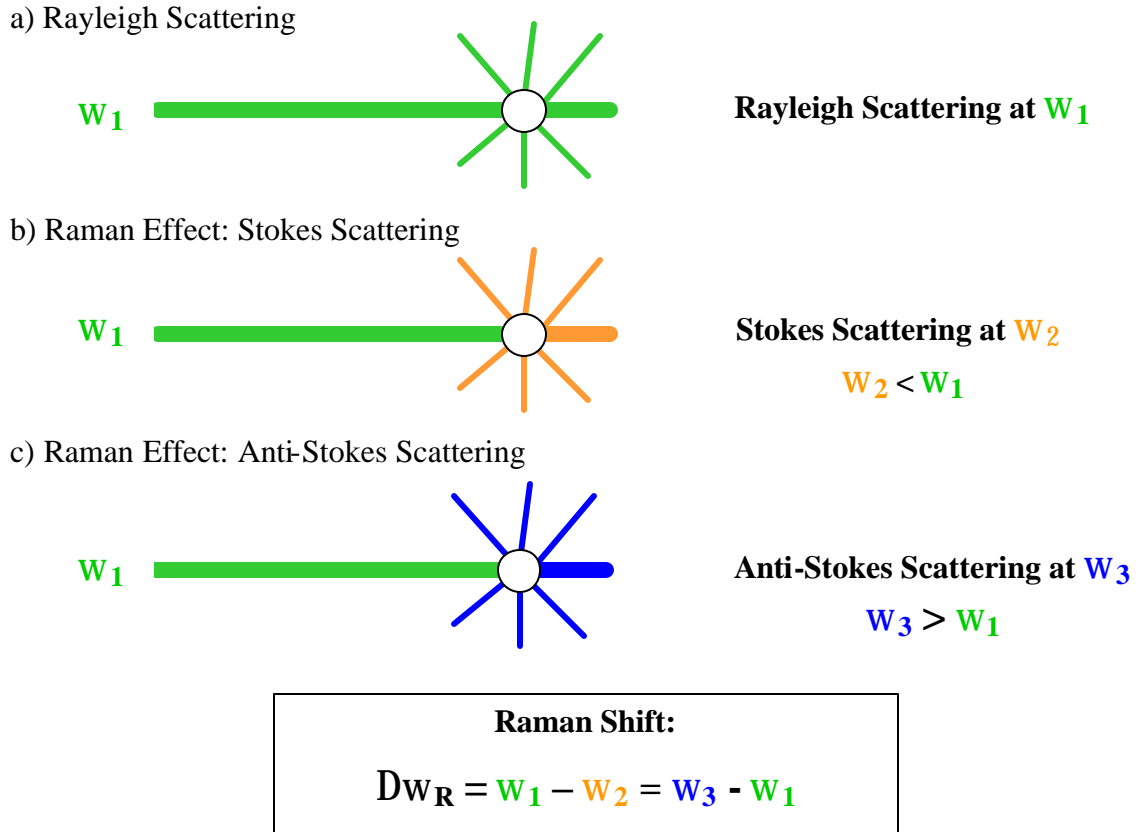 a) Rayleigh Scattering
w1 Rayleigh Scattering at w1
b) Raman Effect: Stokes Scattering
w1 Stokes Scattering at w2
w2 < w1
c) Raman Effect: Anti-Stokes Scattering
w1 Anti-Stokes Scattering at w3
w3 > w1
Raman Shift:
DwR = w1 – w2 = w3 - w1